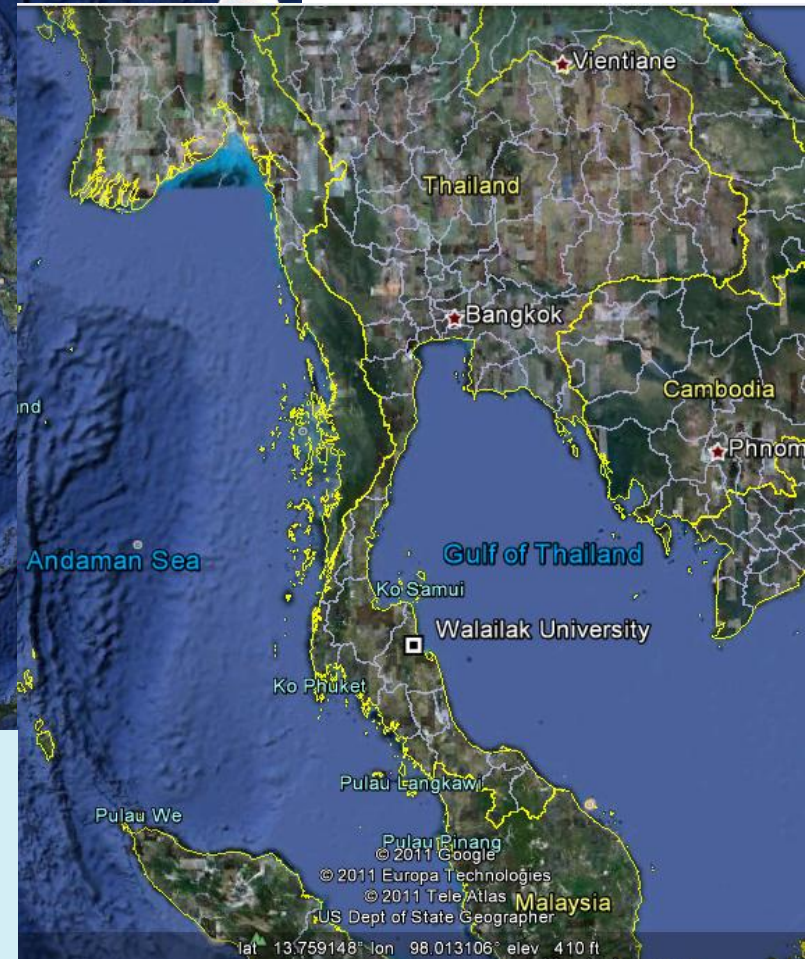 Vientiane
Thailand
Bangkok
Cambodia
Phnom
Andaman Sea
Gulf of Thailand
Ko Samui
Walailak University
Ko Phuket
Pulau Langkawi
Pulau We
Pulau Pinang
© 2011 Google
© 2011 Europa Technologies
© 2011 Tele Atlas
Malaysia
US Dept of State Geographer
lat 13.759148° lon 98.013106° elev 410 ft